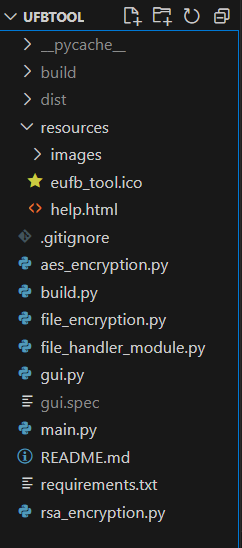 UFBTOOL
__pycache__
build
dist
resources
images
eufb_tool.ico
help.html
.gitignore
aes_encryption.py
build.py
file_encryption.py
file_handler_module.py
gui.py
gui.spec
main.py
README.md
requirements.txt
rsa_encryption.py